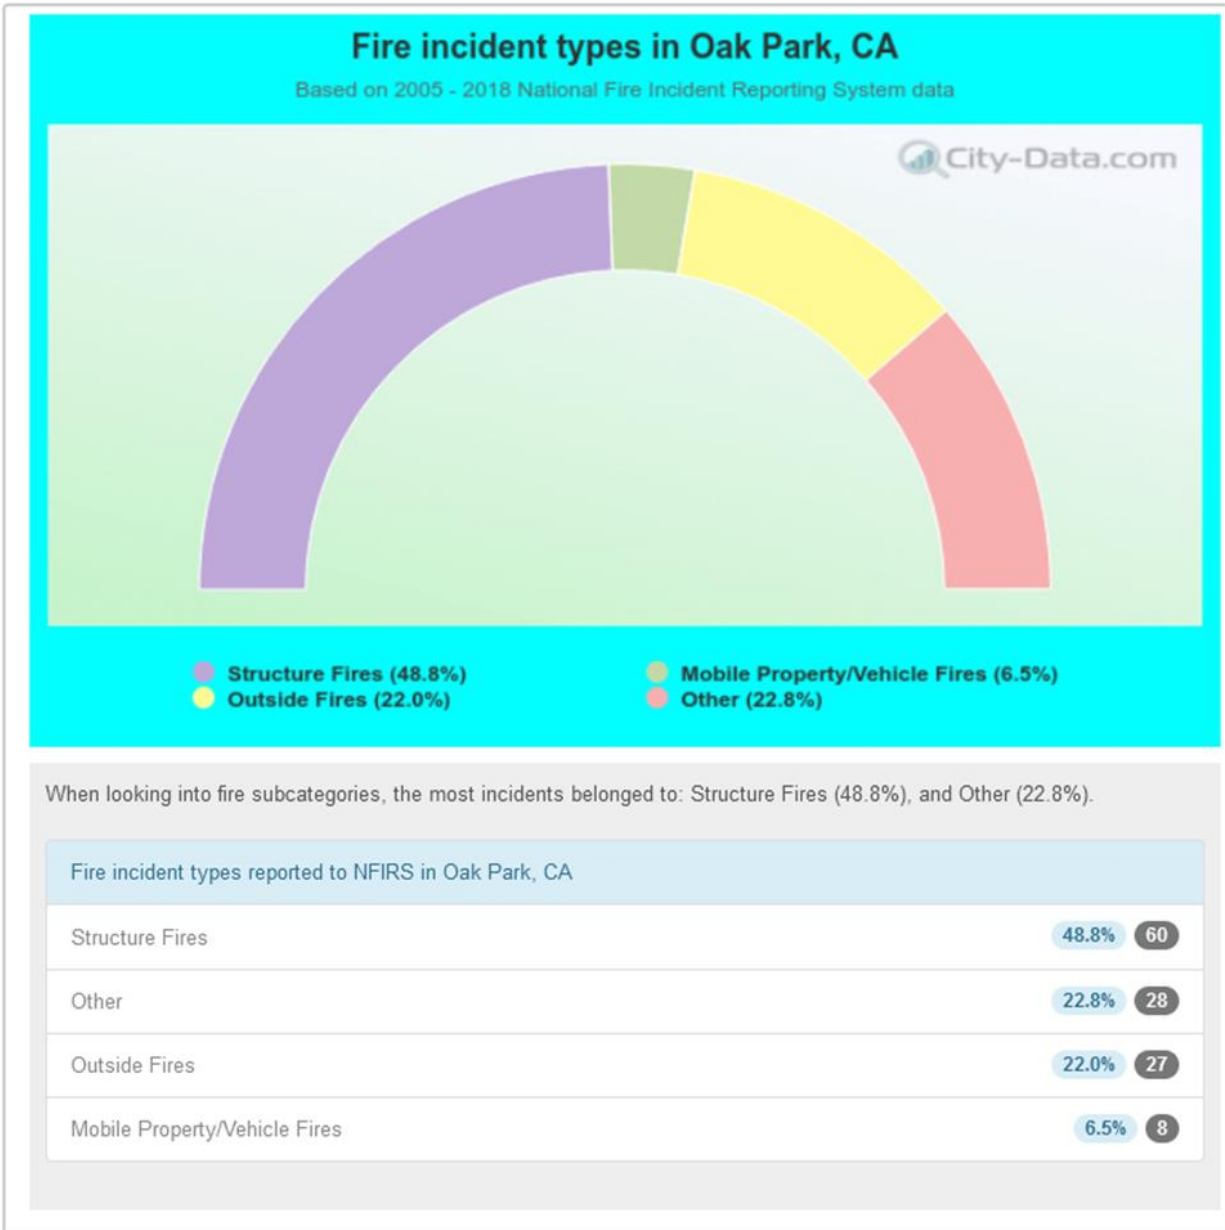 Fire incident types in Oak Park, CA
Based on 2005 - 2018 National Fire Incident Reporting System data
City-Data.com
Structure Fires (48.8%)
Mobile Property/Vehicle Fires (6.5%)
Outside Fires (22.0%)
Other (22.8%)
When looking into fire subcategories, the most incidents belonged to: Structure Fires (48.8%), and Other (22.8%).
Fire incident types reported to NFIRS in Oak Park, CA
Structure Fires 48.8% 60
Other 22.8% 28
Outside Fires 22.0% 27
Mobile Property/Vehicle Fires 6.5% 8